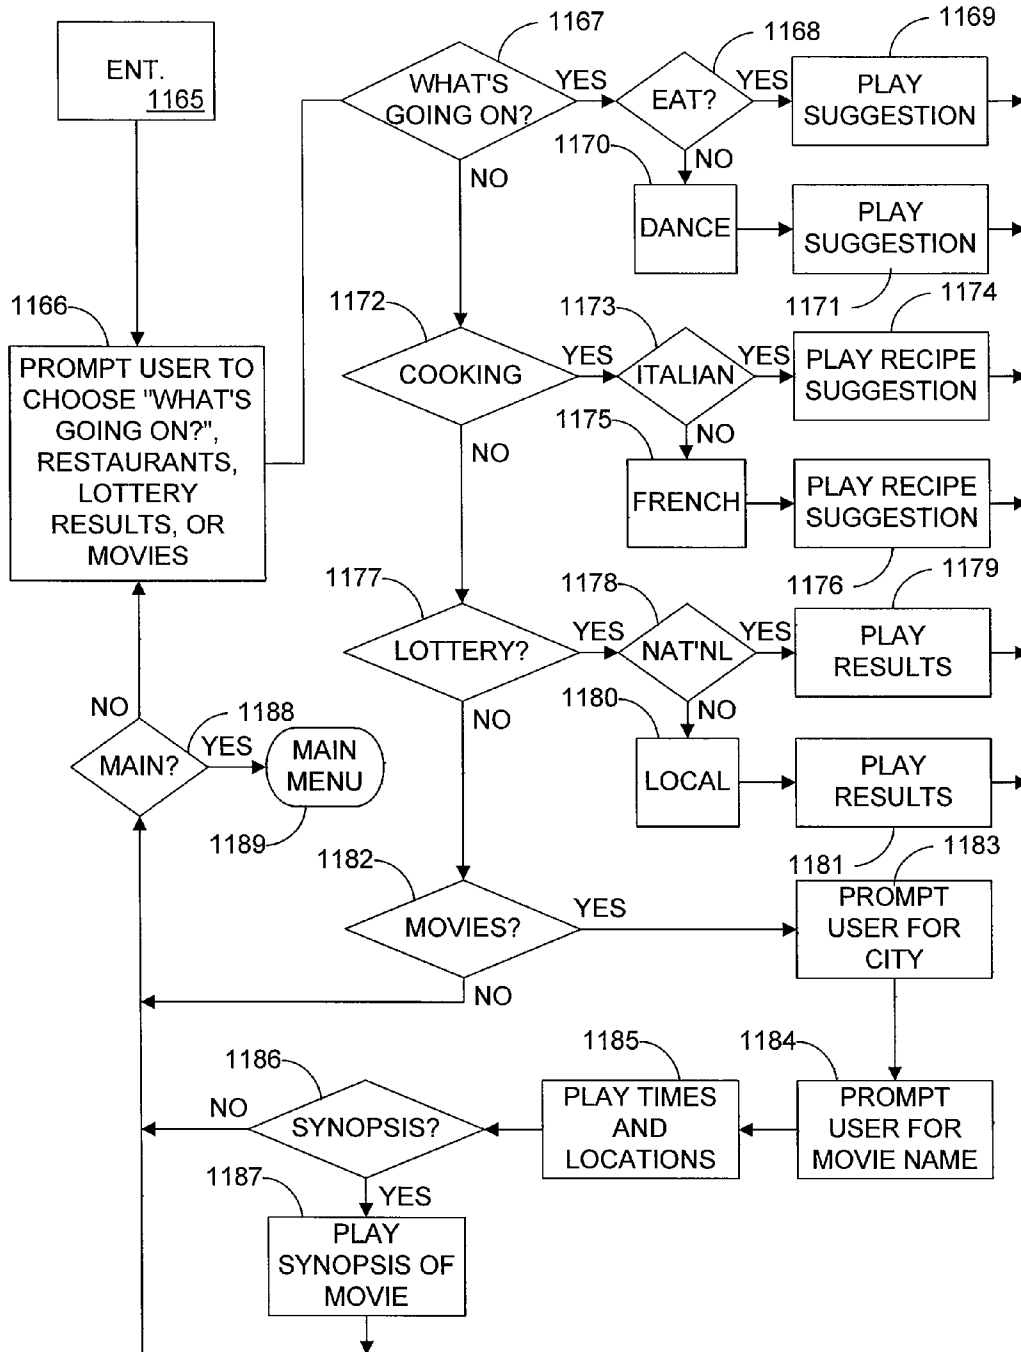 ENT.
1165
1167
WHAT'S
GOING ON?
YES
1168
EAT?
YES
1169
PLAY
SUGGESTION
NO
NO
1170
DANCE
PLAY
SUGGESTION
1171
1166
PROMPT USER TO
CHOOSE "WHAT'S
GOING ON?",
RESTAURANTS,
LOTTERY
RESULTS, OR
MOVIES
1172
COOKING
YES
1173
ITALIAN
YES
1174
PLAY RECIPE
SUGGESTION
NO
NO
1175
FRENCH
PLAY RECIPE
SUGGESTION
1176
1177
LOTTERY?
YES
1178
NAT'NL
YES
1179
PLAY
RESULTS
NO
NO
1180
LOCAL
PLAY
RESULTS
1181
NO
1188
MAIN?
YES
MAIN
MENU
1189
1182
MOVIES?
YES
1183
PROMPT
USER FOR
CITY
NO
1184
PROMPT
USER FOR
MOVIE NAME
1185
PLAY TIMES
AND
LOCATIONS
1186
SYNOPSIS?
NO
YES
1187
PLAY
SYNOPSIS OF
MOVIE